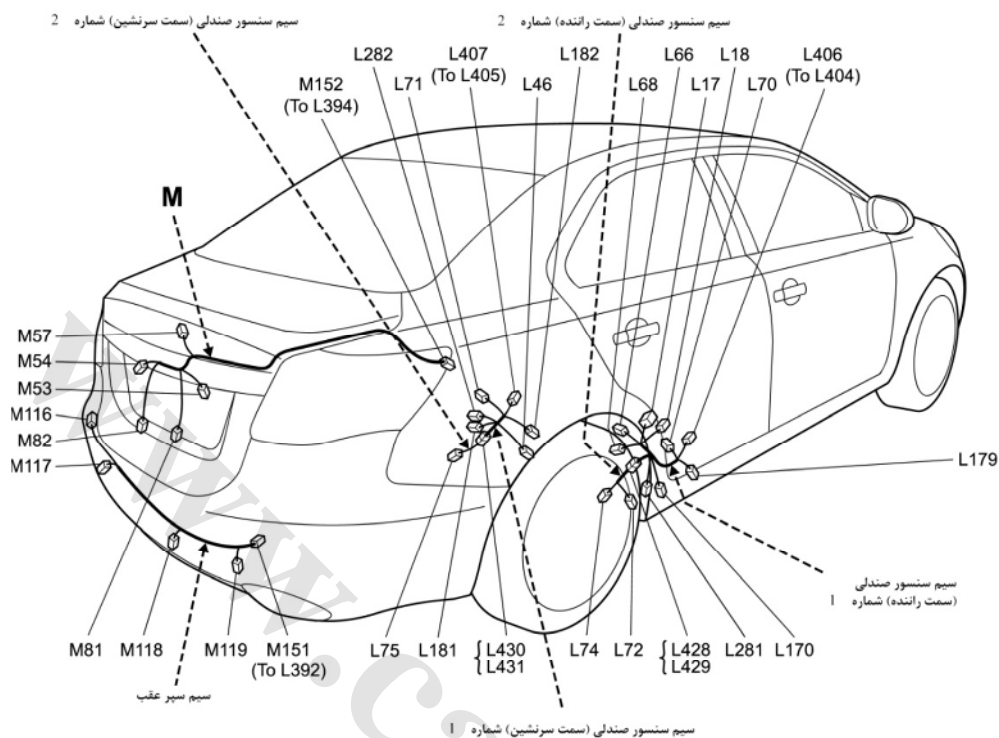 سیم سنسور صندلی (سمت سرنشین) شماره 2
سیم سنسور صندلی (سمت راننده) شماره 2
L282
L407
(To L405)
L182
L66
L18
L406
(To L404)
M152
(To L394)
L71
L46
L68
L17
L70
M
M57
M54
M53
M116
M82
M117
L179
سیم سنسور صندلی
(سمت راننده) شماره 1
M81
M118
M119
M151
(To L392)
L75
L181
L430
L431
L74
L72
L428
L429
L281
L170
سیم سپر عقب
سیم سنسور صندلی (سمت سرنشین) شماره 1